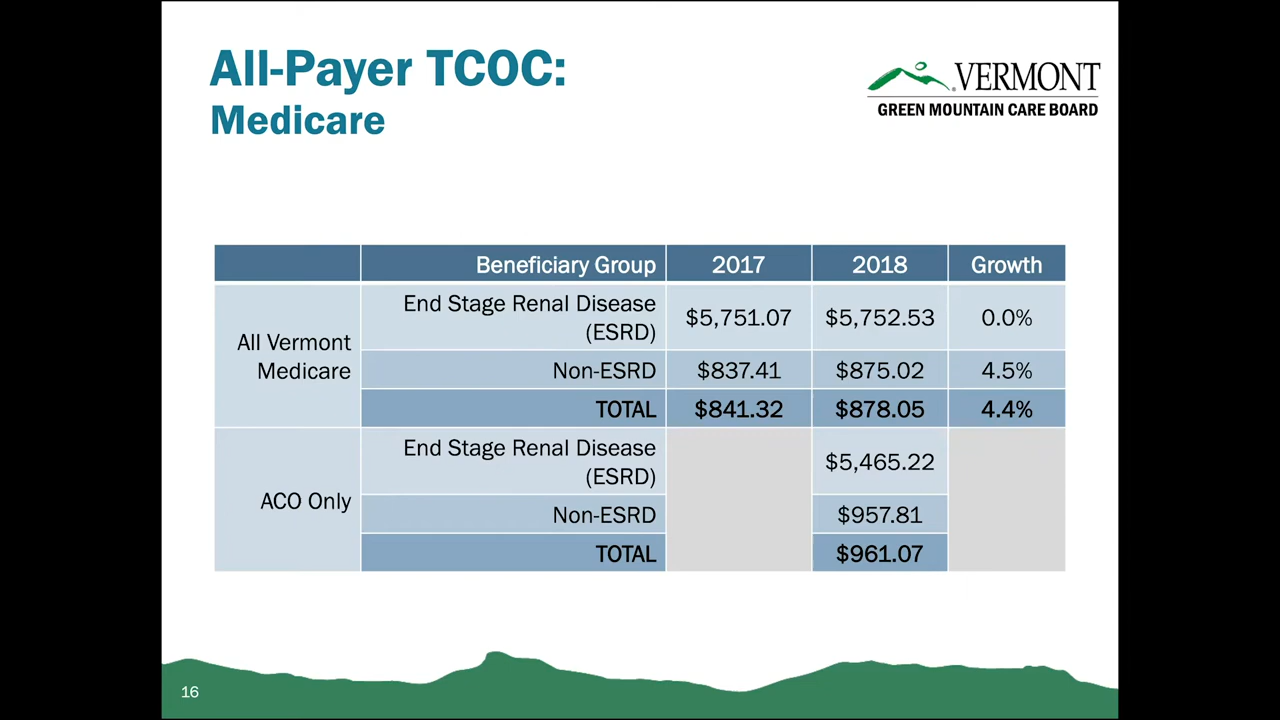 All-Payer TCOC:
Medicare
VERMONT
GREEN MOUNTAIN CARE BOARD
Beneficiary Group 2017 2018 Growth
All Vermont
Medicare
End Stage Renal Disease
(ESRD) $5,751.07 $5,752.53 0.0%
Non-ESRD $837.41 $875.02 4.5%
TOTAL $841.32 $878.05 4.4%
ACO Only
End Stage Renal Disease
(ESRD) $5,465.22
Non-ESRD $957.81
TOTAL $961.07
16